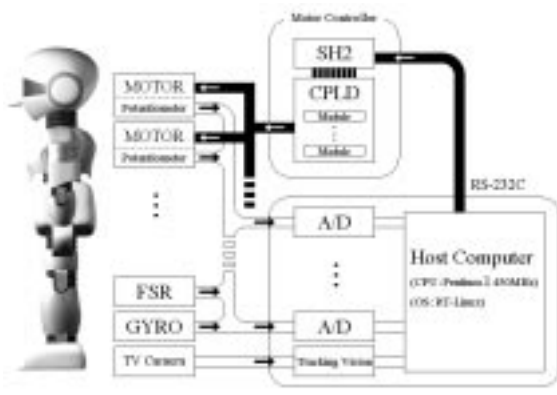 Motor Controller
SH2
CPLD
Module
Module
MOTOR
Potentiometer
MOTOR
Potentiometer
RS-232C
A/D
Host Computer
(CPU: Pentium 450MHz)
(OS: RT-Linux)
FSR
GYRO
A/D
TV Camera
Tracking Vision